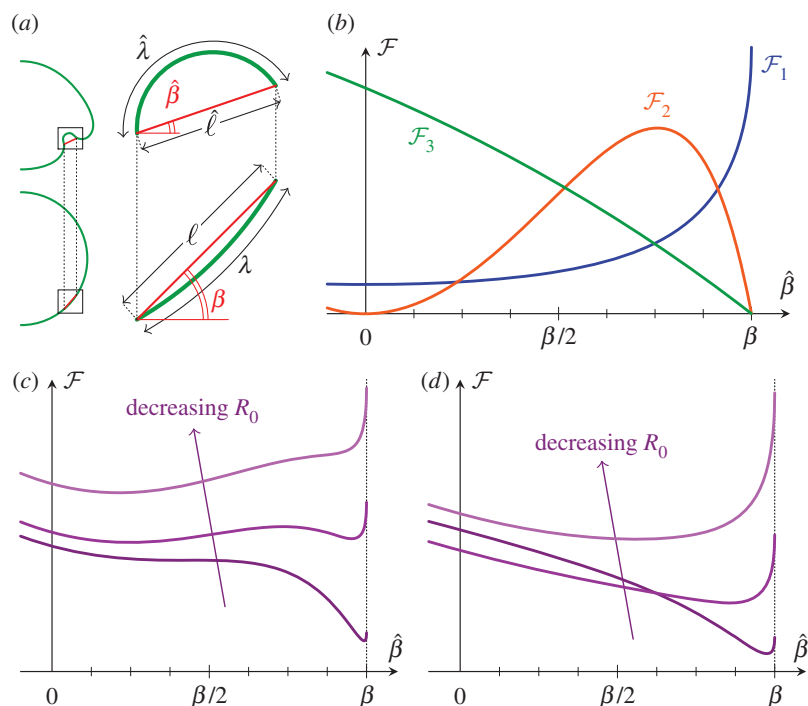 (a)
λ̂
β̂
ℓ̂
ℓ
λ
β
(b)
ℱ
ℱ₁
ℱ₂
ℱ₃
β̂
0
β/2
β
(c)
ℱ
decreasing R₀
β̂
0
β/2
β
(d)
ℱ
decreasing R₀
β̂
0
β/2
β